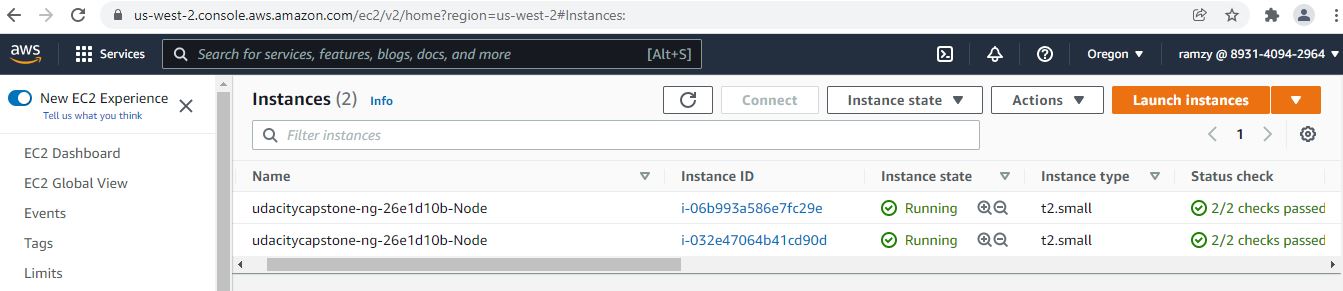 us-west-2.console.aws.amazon.com/ec2/v2/home?region=us-west-2#Instances:
aws Services Search for services, features, blogs, docs, and more [Alt+S] Oregon ramzy @ 8931-4094-2964
New EC2 Experience
Tell us what you think
EC2 Dashboard
EC2 Global View
Events
Tags
Limits
Instances (2) Info Connect Instance state Actions Launch instances
Filter instances 1
Name Instance ID Instance state Instance type Status check
udacitycapstone-ng-26e1d10b-Node i-06b993a586e7fc29e Running t2.small 2/2 checks passed
udacitycapstone-ng-26e1d10b-Node i-032e47064b41cd90d Running t2.small 2/2 checks passed